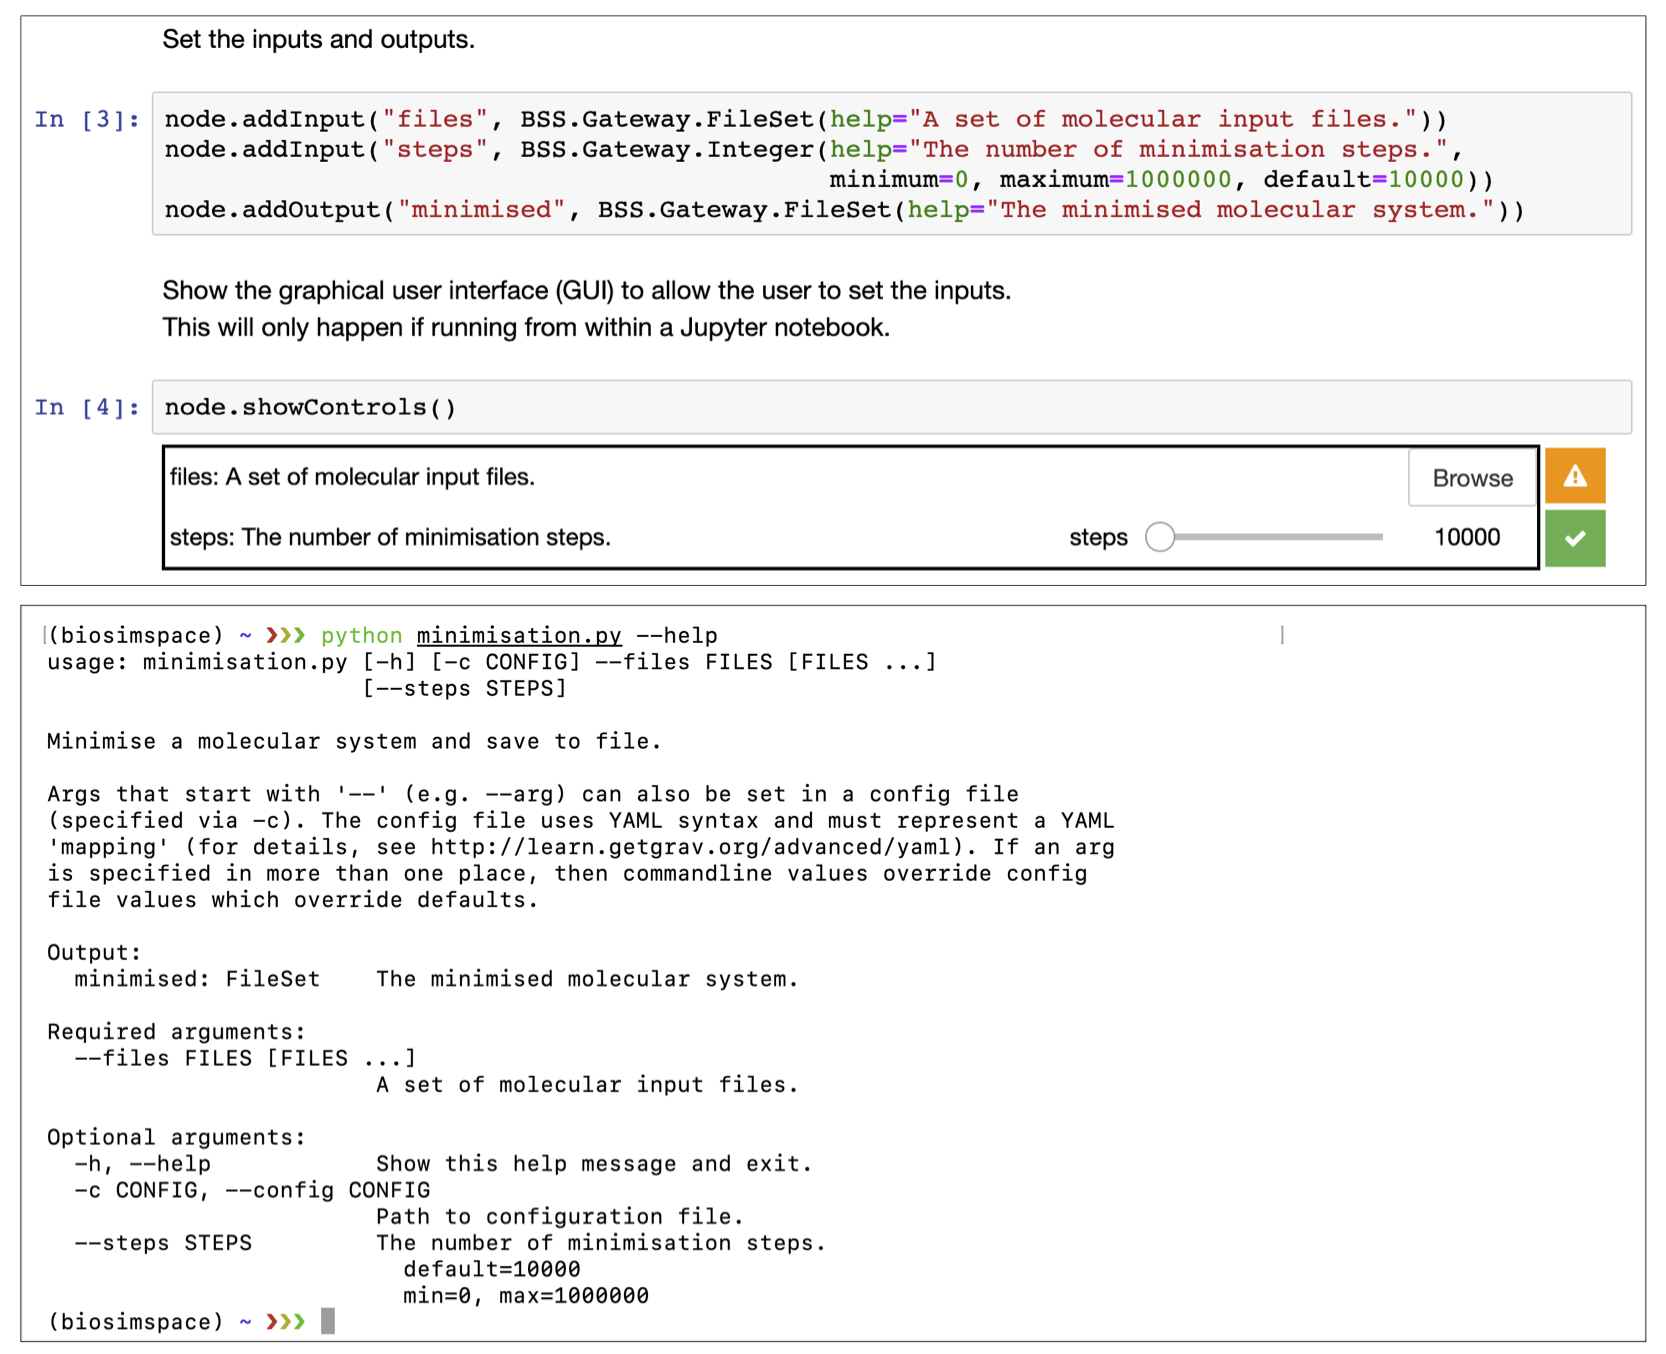 Set the inputs and outputs.
In [3]: node.addInput("files", BSS.Gateway.FileSet(help="A set of molecular input files."))
node.addInput("steps", BSS.Gateway.Integer(help="The number of minimisation steps.",
minimum=0, maximum=1000000, default=10000))
node.addOutput("minimised", BSS.Gateway.FileSet(help="The minimised molecular system."))
Show the graphical user interface (GUI) to allow the user to set the inputs.
This will only happen if running from within a Jupyter notebook.
In [4]: node.showControls()
files: A set of molecular input files. Browse
steps: The number of minimisation steps. steps 10000
[(biosimspace) ~ ❯❯❯ python minimisation.py --help ]
usage: minimisation.py [-h] [-c CONFIG] --files FILES [FILES ...]
[--steps STEPS]
Minimise a molecular system and save to file.
Args that start with '--' (e.g. --arg) can also be set in a config file
(specified via -c). The config file uses YAML syntax and must represent a YAML
'mapping' (for details, see http://learn.getgrav.org/advanced/yaml). If an arg
is specified in more than one place, then commandline values override config
file values which override defaults.
Output:
minimised: FileSet The minimised molecular system.
Required arguments:
--files FILES [FILES ...]
A set of molecular input files.
Optional arguments:
-h, --help Show this help message and exit.
-c CONFIG, --config CONFIG
Path to configuration file.
--steps STEPS The number of minimisation steps.
default=10000
min=0, max=1000000
(biosimspace) ~ ❯❯❯